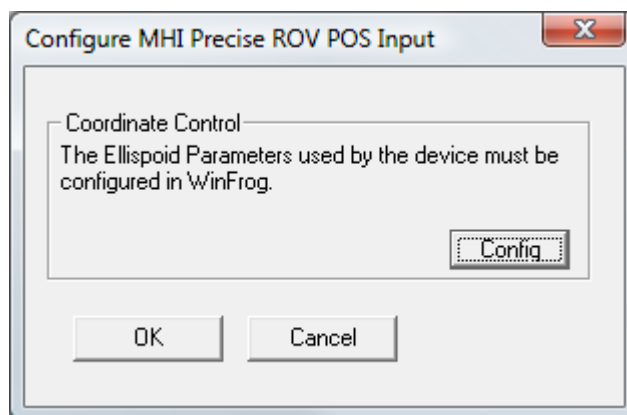 Configure MHI Precise ROV POS Input
Coordinate Control
The Ellispoid Parameters used by the device must be
configured in WinFrog.
Config
OK
Cancel